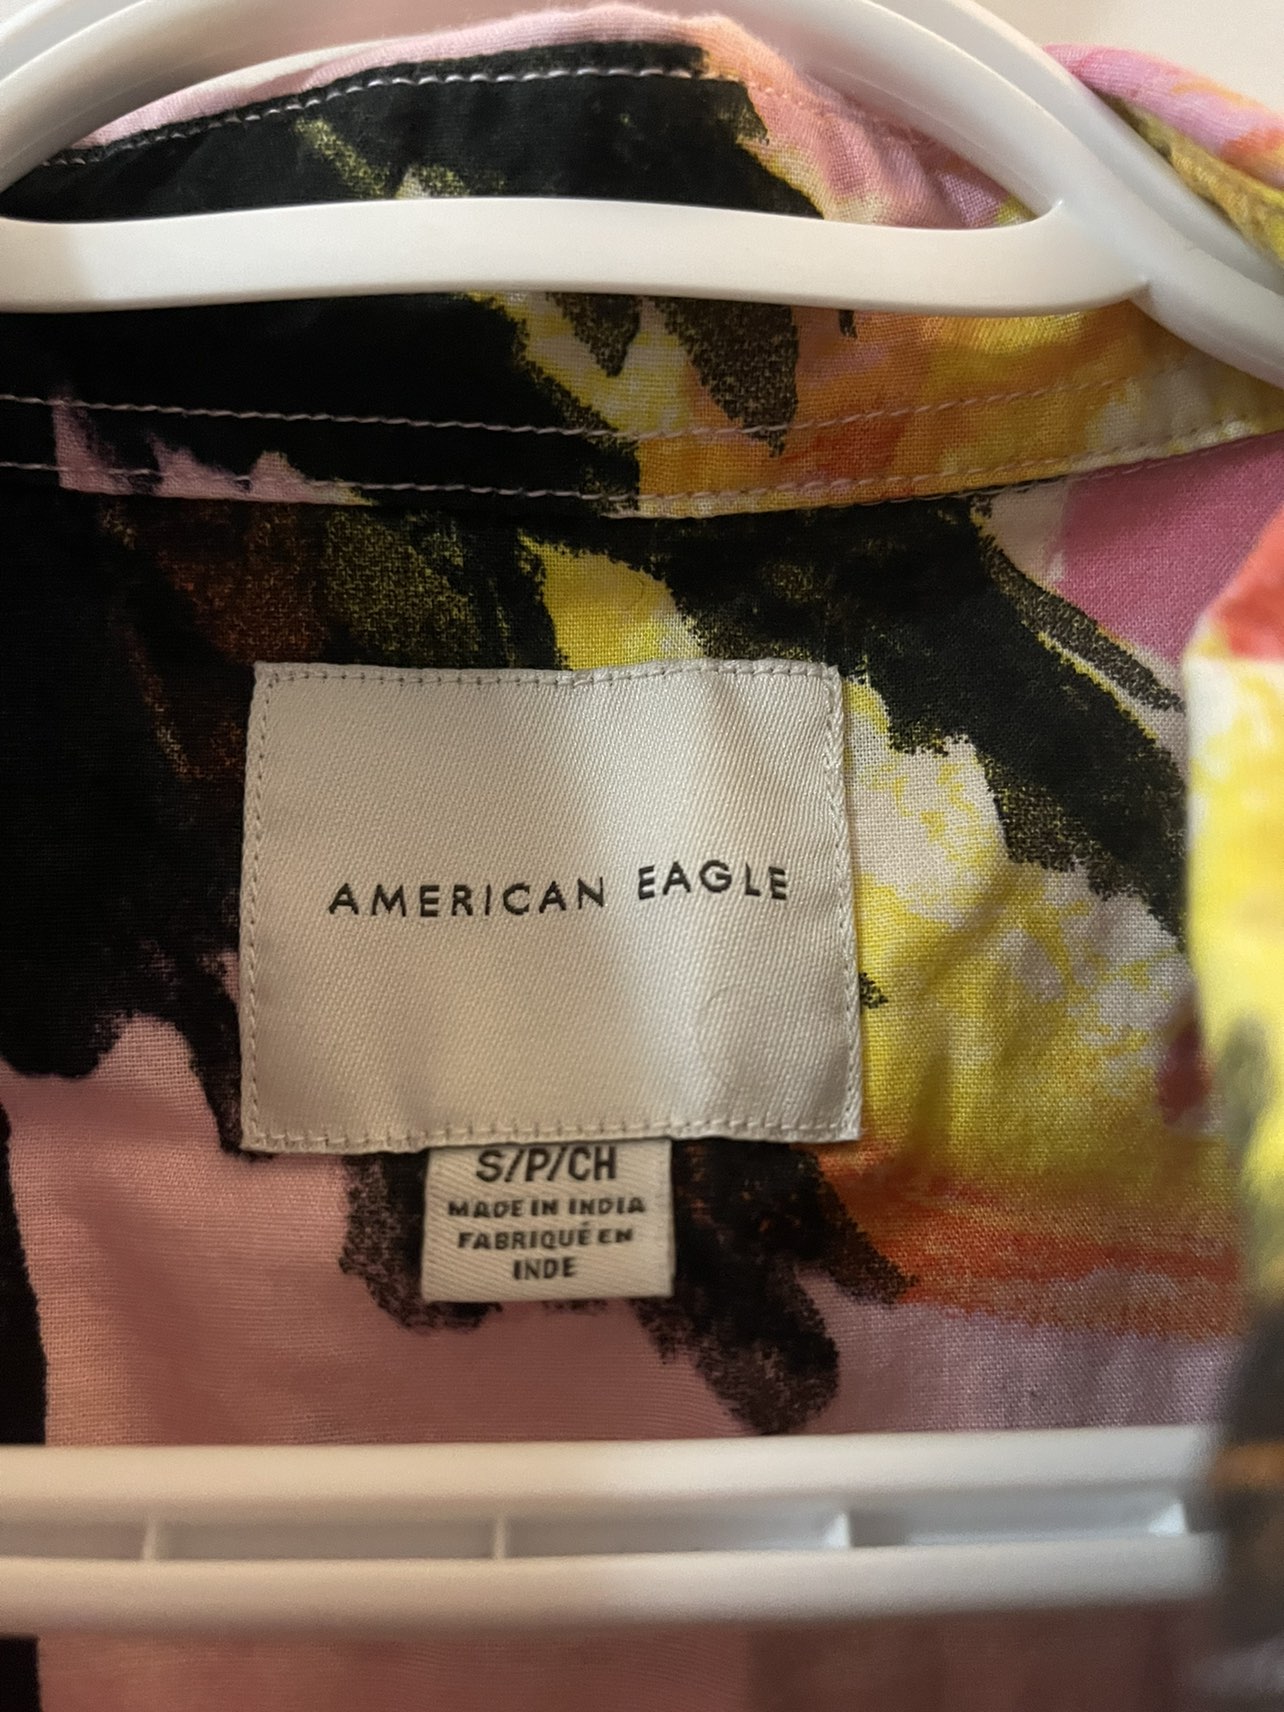 AMERICAN EAGLE
S/P/CH
MADE IN INDIA
FABRIQUÉ EN
INDE